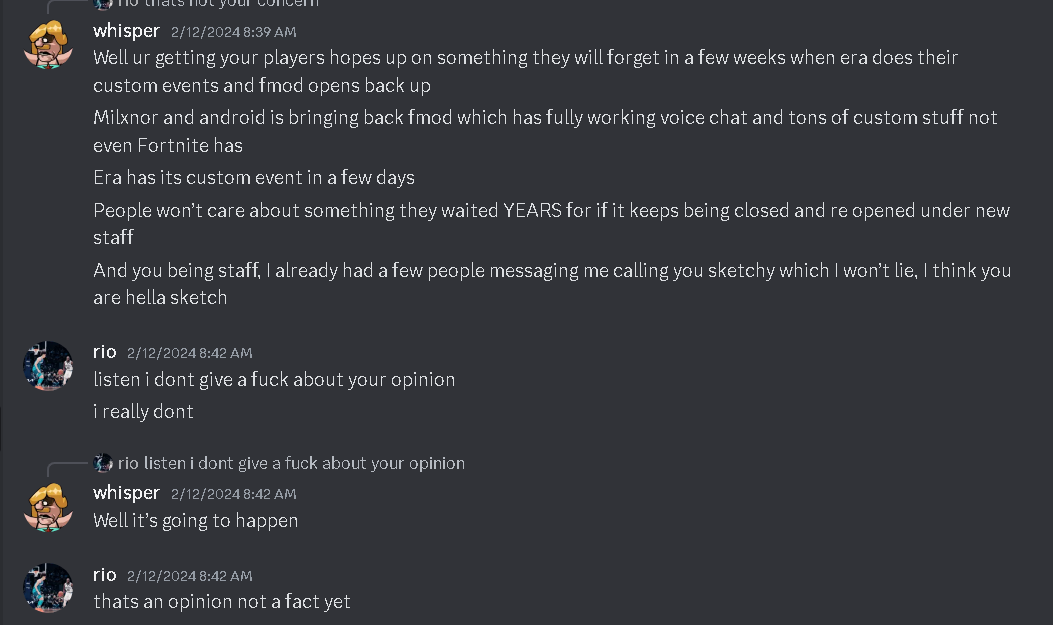 rio thats not your concern
whisper 2/12/2024 8:39 AM
Well ur getting your players hopes up on something they will forget in a few weeks when era does their
custom events and fmod opens back up
Milxnor and android is bringing back fmod which has fully working voice chat and tons of custom stuff not
even Fortnite has
Era has its custom event in a few days
People won't care about something they waited YEARS for if it keeps being closed and re opened under new
staff
And you being staff, I already had a few people messaging me calling you sketchy which I won't lie, I think you
are hella sketch
rio 2/12/2024 8:42 AM
listen i dont give a fuck about your opinion
i really dont
rio listen i dont give a fuck about your opinion
whisper 2/12/2024 8:42 AM
Well it's going to happen
rio 2/12/2024 8:42 AM
thats an opinion not a fact yet